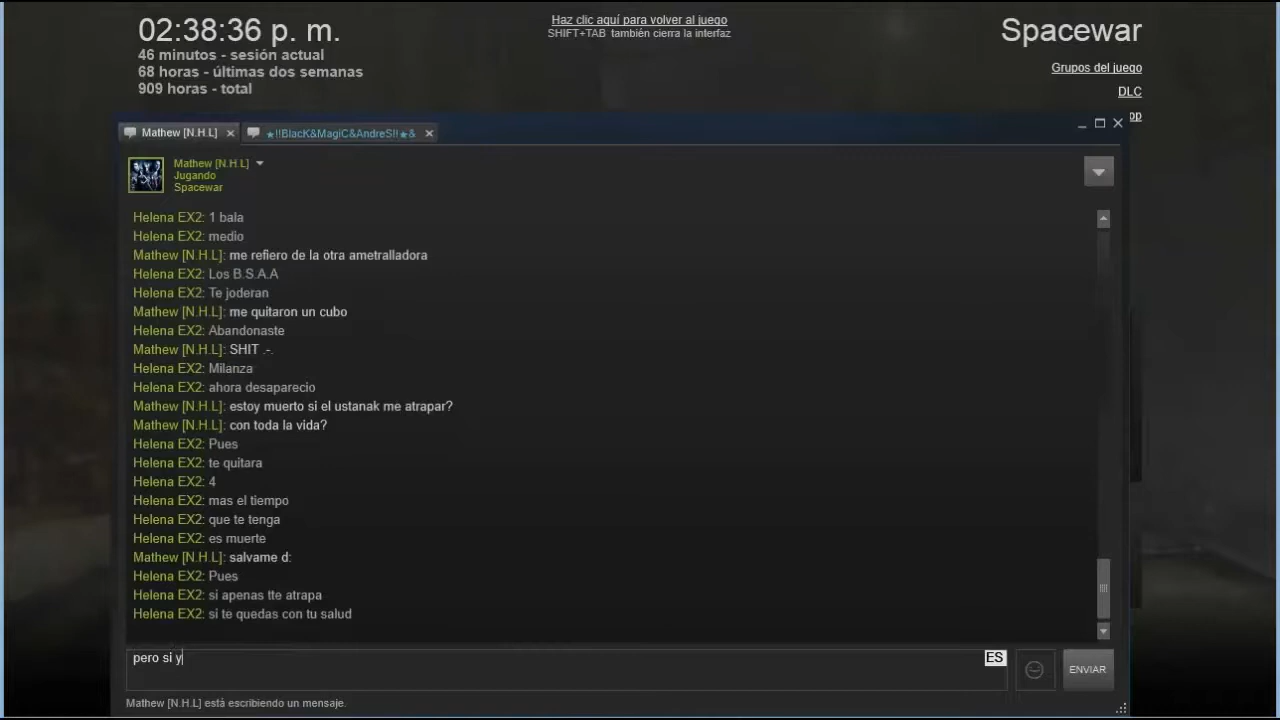 02:38:36 p. m.
46 minutos - sesión actual
68 horas - últimas dos semanas
909 horas - total
Haz clic aquí para volver al juego
SHIFT+TAB también cierra la interfaz
Spacewar
Grupos del juego
DLC
op
Mathew [N.H.L]
★!!BlacK&MagiC&AndreS!!★&
Mathew [N.H.L]
Jugando
Spacewar
Helena EX2: 1 bala
Helena EX2: medio
Mathew [N.H.L]: me refiero de la otra ametralladora
Helena EX2: Los B.S.A.A
Helena EX2: Te joderan
Mathew [N.H.L]: me quitaron un cubo
Helena EX2: Abandonaste
Mathew [N.H.L]: SHIT .-.
Helena EX2: Milanza
Helena EX2: ahora desaparecio
Mathew [N.H.L]: estoy muerto si el ustanak me atrapar?
Mathew [N.H.L]: con toda la vida?
Helena EX2: Pues
Helena EX2: te quitara
Helena EX2: 4
Helena EX2: mas el tiempo
Helena EX2: que te tenga
Helena EX2: es muerte
Mathew [N.H.L]: salvame d:
Helena EX2: Pues
Helena EX2: si apenas tte atrapa
Helena EX2: si te quedas con tu salud
pero si y
ES
ENVIAR
Mathew [N.H.L] está escribiendo un mensaje.